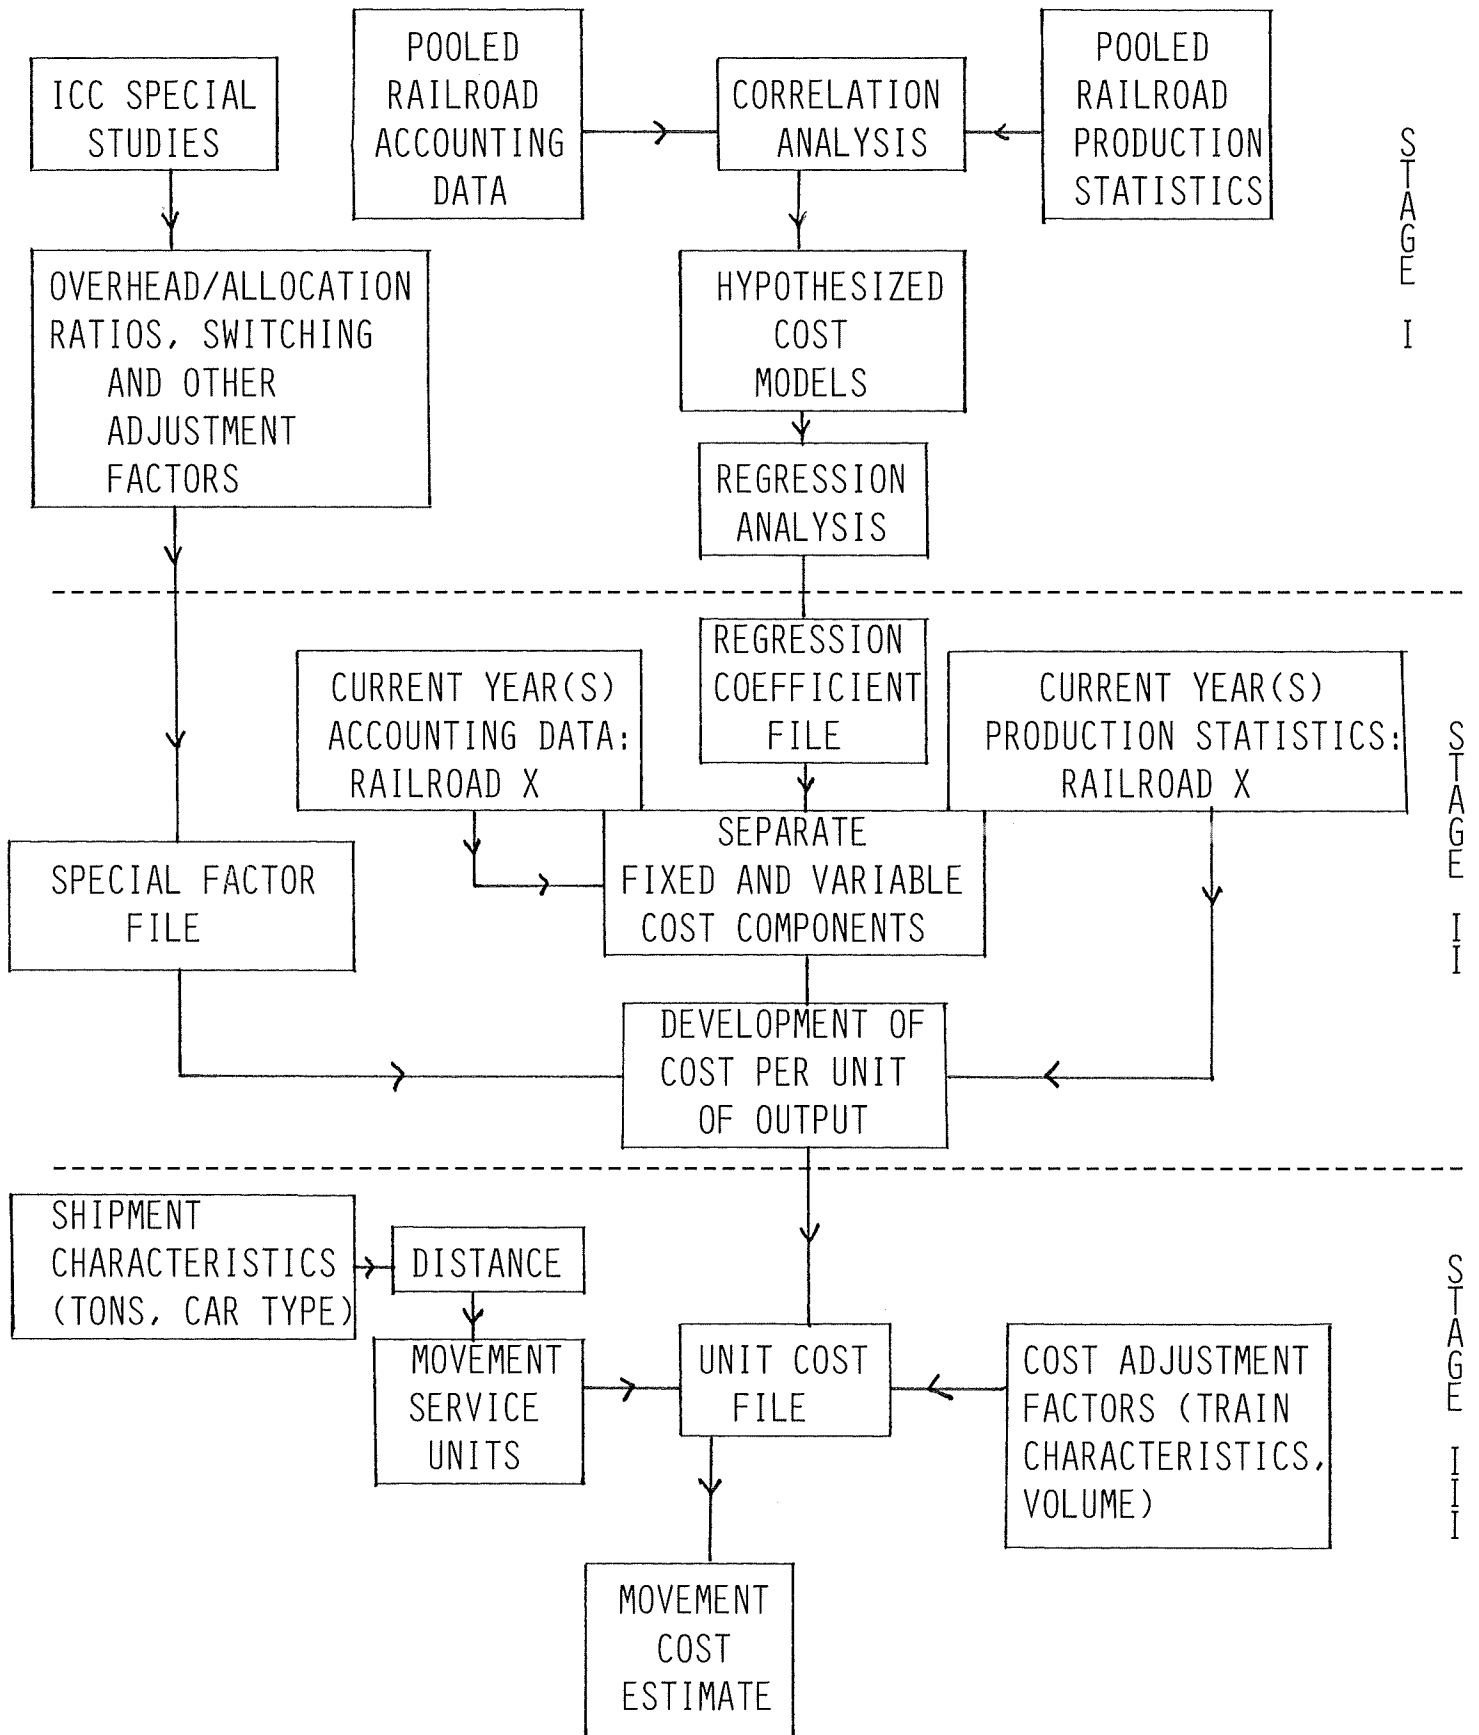 ICC SPECIAL
STUDIES
POOLED
RAILROAD
ACCOUNTING
DATA
CORRELATION
ANALYSIS
POOLED
RAILROAD
PRODUCTION
STATISTICS
STAGE I
OVERHEAD/ALLOCATION
RATIOS, SWITCHING
AND OTHER
ADJUSTMENT
FACTORS
HYPOTHESIZED
COST
MODELS
REGRESSION
ANALYSIS
CURRENT YEAR(S)
ACCOUNTING DATA:
RAILROAD X
REGRESSION
COEFFICIENT
FILE
CURRENT YEAR(S)
PRODUCTION STATISTICS:
RAILROAD X
STAGE II
SPECIAL FACTOR
FILE
SEPARATE
FIXED AND VARIABLE
COST COMPONENTS
DEVELOPMENT OF
COST PER UNIT
OF OUTPUT
SHIPMENT
CHARACTERISTICS
(TONS, CAR TYPE)
DISTANCE
MOVEMENT
SERVICE
UNITS
UNIT COST
FILE
COST ADJUSTMENT
FACTORS (TRAIN
CHARACTERISTICS,
VOLUME)
STAGE III
MOVEMENT
COST
ESTIMATE